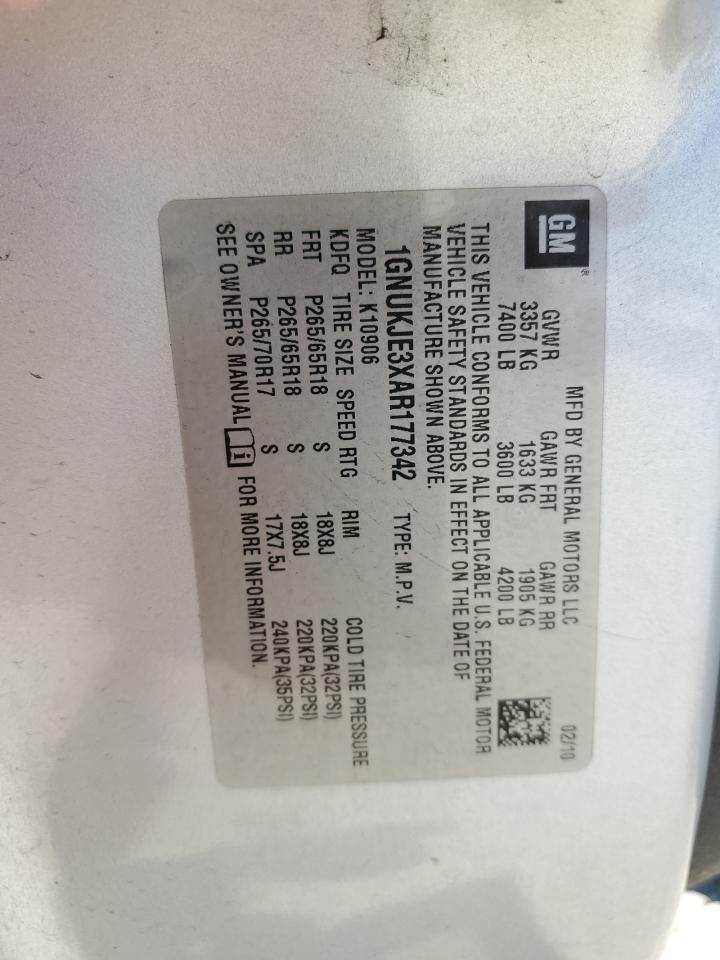 GM ®
MFD BY GENERAL MOTORS LLC 02/10
GVWR GAWR FRT GAWR RR
3357 KG 1633 KG 1905 KG
7400 LB 3600 LB 4200 LB
THIS VEHICLE CONFORMS TO ALL APPLICABLE U.S. FEDERAL MOTOR
VEHICLE SAFETY STANDARDS IN EFFECT ON THE DATE OF
MANUFACTURE SHOWN ABOVE.
1GNUKJE3XAR177342 TYPE: M.P.V.
MODEL: K10906
KDFQ TIRE SIZE SPEED RTG RIM COLD TIRE PRESSURE
FRT P265/65R18 S 18X8J 220KPA(32PSI)
RR P265/65R18 S 18X8J 220KPA(32PSI)
SPA P265/70R17 S 17X7.5J 240KPA(35PSI)
SEE OWNER'S MANUAL i FOR MORE INFORMATION.